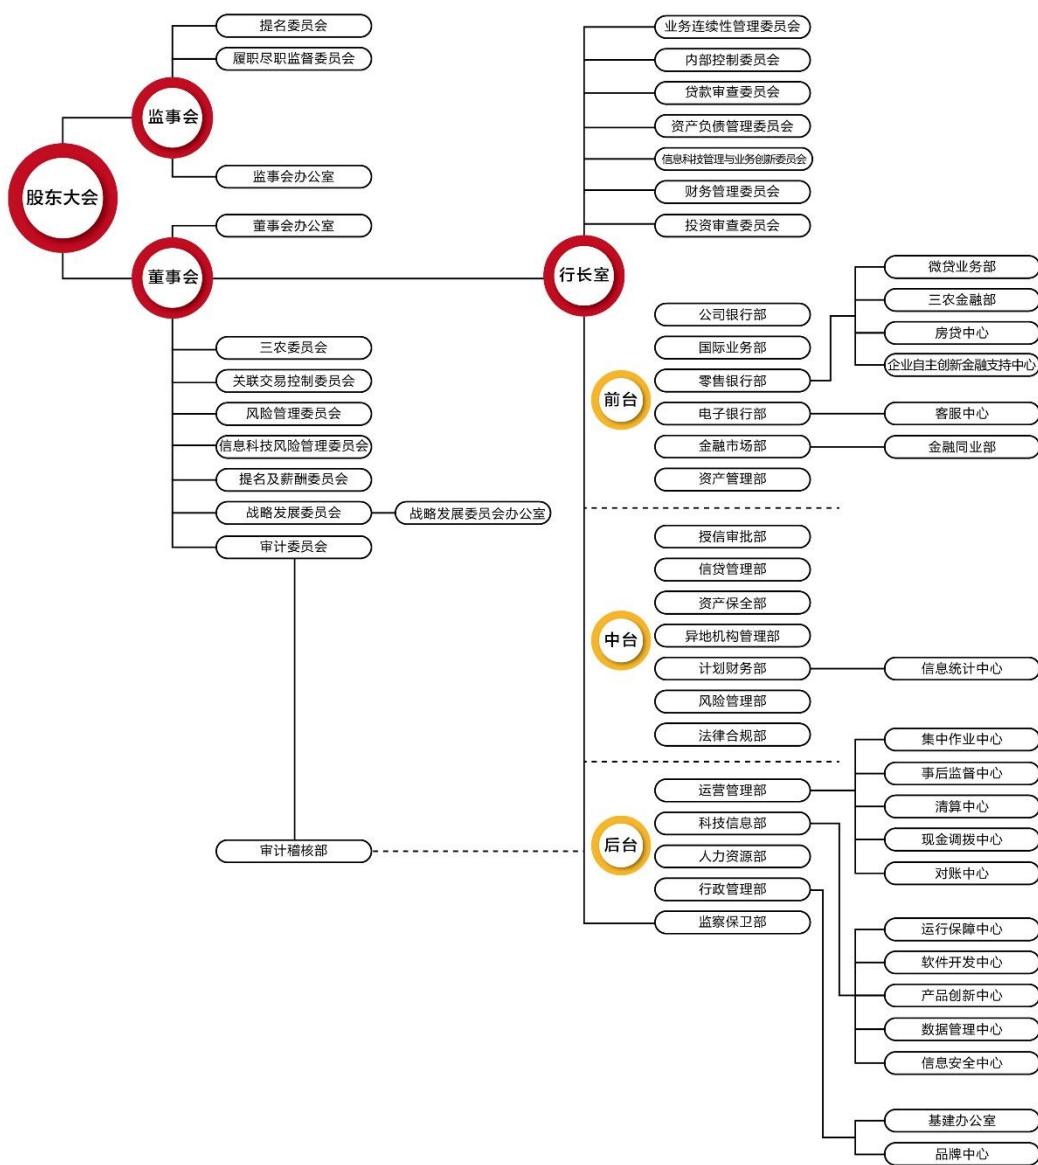 股东大会
监事会
提名委员会
履职尽职监督委员会
监事会办公室
董事会
董事会办公室
三农委员会
关联交易控制委员会
风险管理委员会
信息科技风险管理委员会
提名及薪酬委员会
战略发展委员会
战略发展委员会办公室
审计委员会
审计稽核部
行长室
业务连续性管理委员会
内部控制委员会
贷款审查委员会
资产负债管理委员会
信息科技管理与业务创新委员会
财务管理委员会
投资审查委员会
前台
公司银行部
国际业务部
零售银行部
微贷业务部
三农金融部
房贷中心
企业自主创新金融支持中心
电子银行部
客服中心
金融市场部
金融同业部
资产管理部
中台
授信审批部
信贷管理部
资产保全部
异地机构管理部
计划财务部
信息统计中心
风险管理部
法律合规部
后台
运营管理部
集中作业中心
事后监督中心
清算中心
现金调拨中心
对账中心
科技信息部
运行保障中心
软件开发中心
产品创新中心
数据管理中心
信息安全中心
人力资源部
行政管理部
基建办公室
品牌中心
监察保卫部